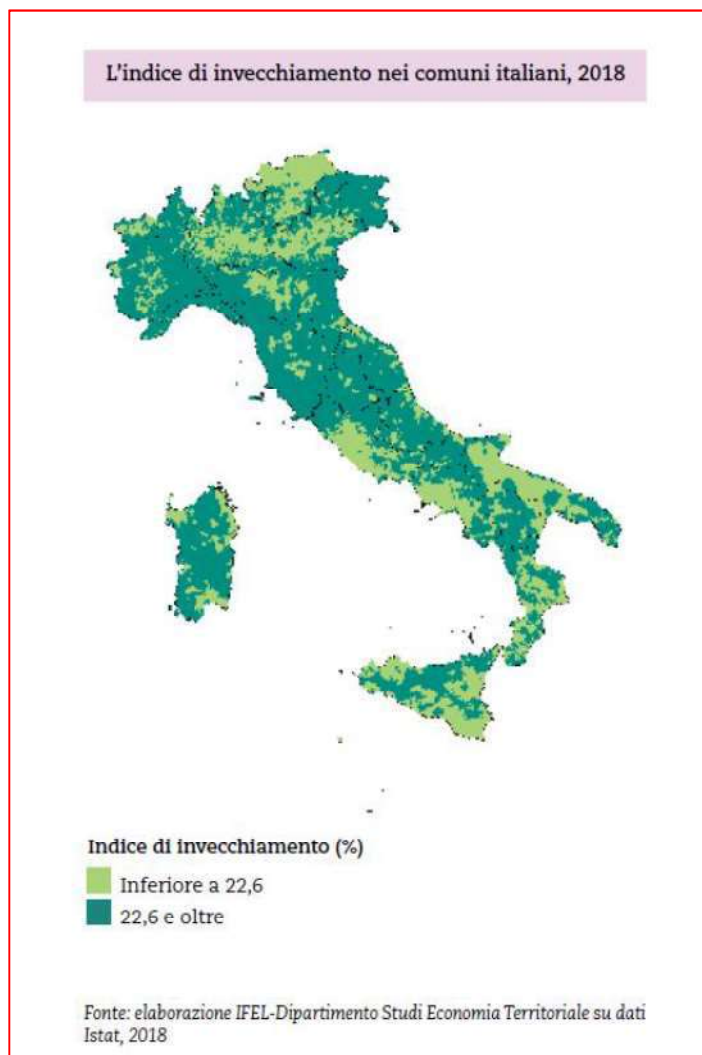 L'indice di invecchiamento nei comuni italiani, 2018
Indice di invecchiamento (%)
Inferiore a 22,6
22,6 e oltre
Fonte: elaborazione IFEL-Dipartimento Studi Economia Territoriale su dati
Istat, 2018